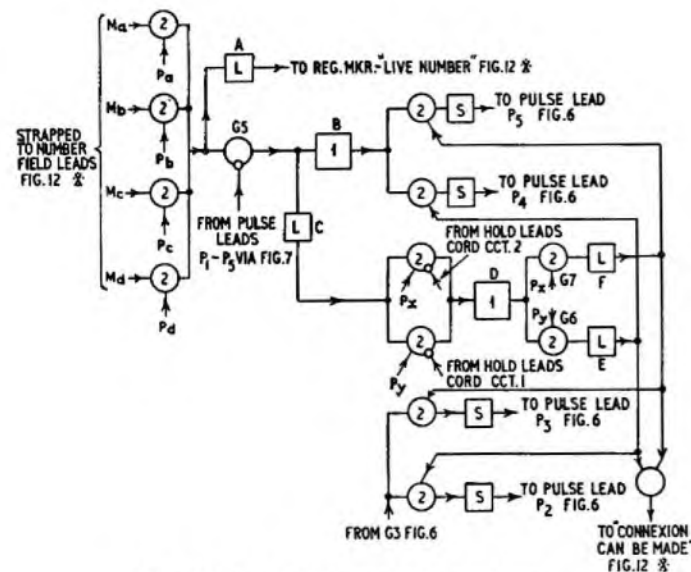 Ma
2
Pa
Mb
2
Pb
Mc
2
Pc
Md
2
Pd
STRAPPED
TO NUMBER
FIELD LEADS
FIG.12
A
L
TO REG. MKR.-"LIVE NUMBER" FIG.12
G5
FROM PULSE
LEADS
P1-P5 VIA FIG.7
B
1
L
C
2
S
TO PULSE LEAD
P5 FIG.6
2
S
TO PULSE LEAD
P4 FIG.6
FROM HOLD LEADS
CORD CCT.2
2
Px
D
1
2
Py
FROM HOLD LEADS
CORD CCT.1
2
Px
G7
L
F
Py
G6
2
L
E
2
S
TO PULSE LEAD
P3 FIG.6
2
S
TO PULSE LEAD
P2 FIG.6
FROM G3 FIG.6
TO "CONNEXION
CAN BE MADE"
FIG.12